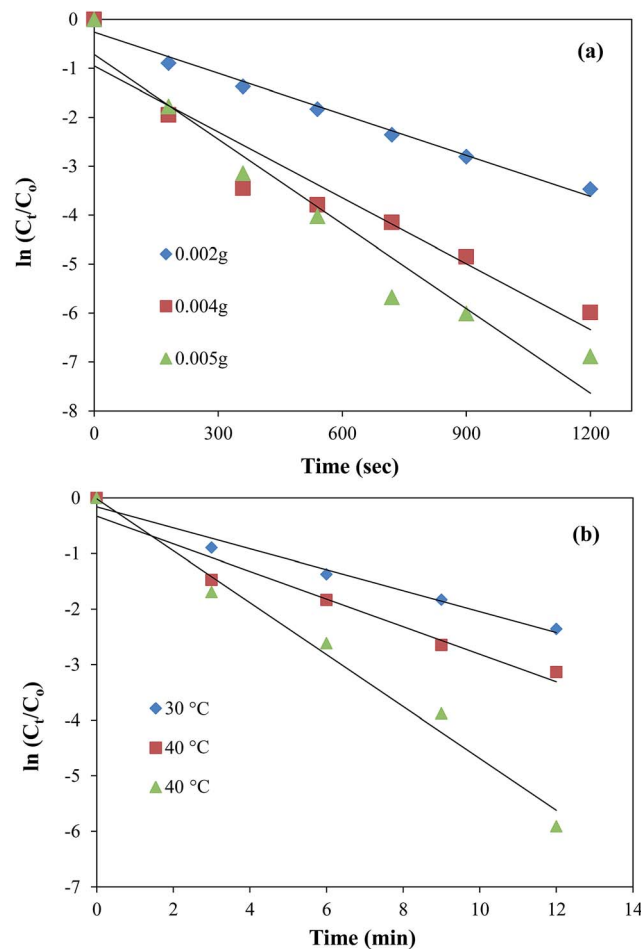 0
-1
-2
-3
-4
-5
-6
-7
-8
ln (Ct/Co)
(a)
0.002g
0.004g
0.005g
0 300 600 900 1200
Time (sec)
0
-1
-2
-3
-4
-5
-6
-7
ln (Ct/Co)
(b)
30 °C
40 °C
40 °C
0 2 4 6 8 10 12 14
Time (min)